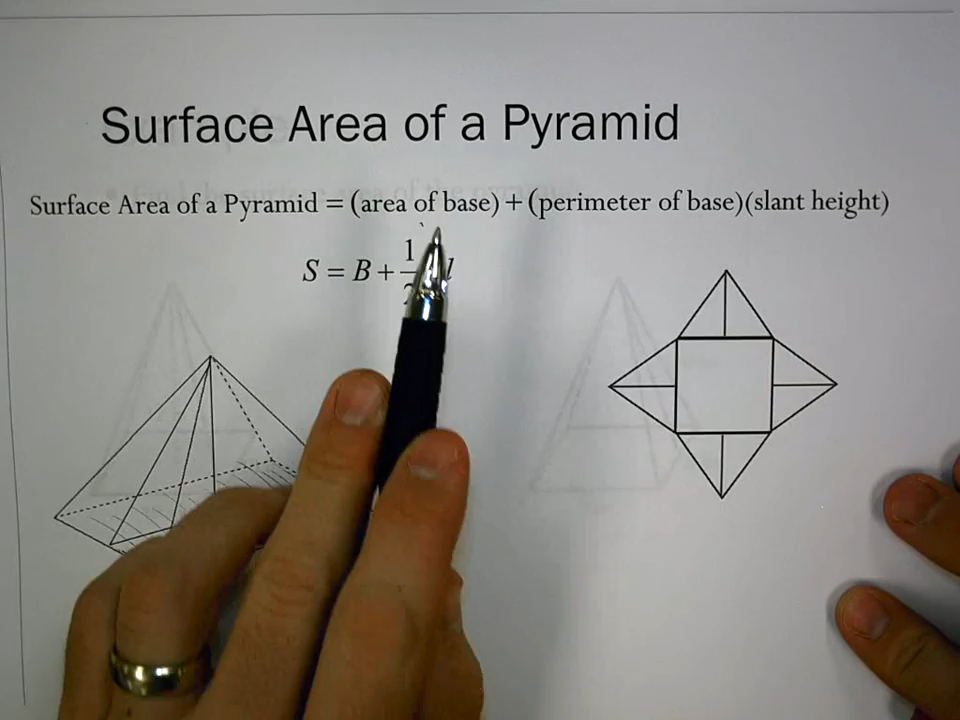 Surface Area of a Pyramid
Surface Area of a Pyramid = (area of base) + (perimeter of base)(slant height)
S = B + 1 l